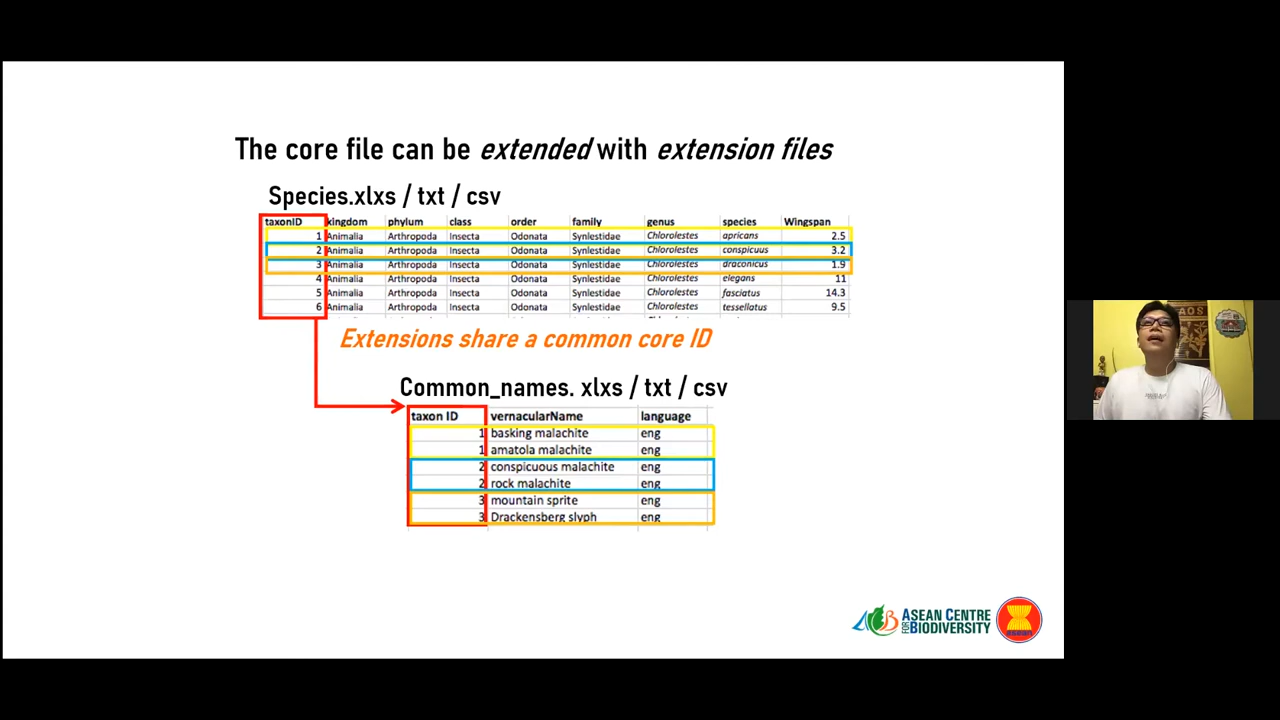 The core file can be extended with extension files
Species.xlxs / txt / csv
taxonID kingdom phylum class order family genus species Wingspan
1 Animalia Arthropoda Insecta Odonata Synlestidae Chlorolestes apricans 2.5
2 Animalia Arthropoda Insecta Odonata Synlestidae Chlorolestes conspicuus 3.2
3 Animalia Arthropoda Insecta Odonata Synlestidae Chlorolestes draconicus 1.9
4 Animalia Arthropoda Insecta Odonata Synlestidae Chlorolestes elegans 11
5 Animalia Arthropoda Insecta Odonata Synlestidae Chlorolestes fasciatus 14.3
6 Animalia Arthropoda Insecta Odonata Synlestidae Chlorolestes tessellatus 9.5
Extensions share a common core ID
Common_names. xlxs / txt / csv
taxon ID vernacularName language
1 basking malachite eng
1 amatola malachite eng
2 conspicuous malachite eng
2 rock malachite eng
3 mountain sprite eng
3 Drackensberg slyph eng
ACB
ASEAN CENTRE
FOR BIODIVERSITY
asean